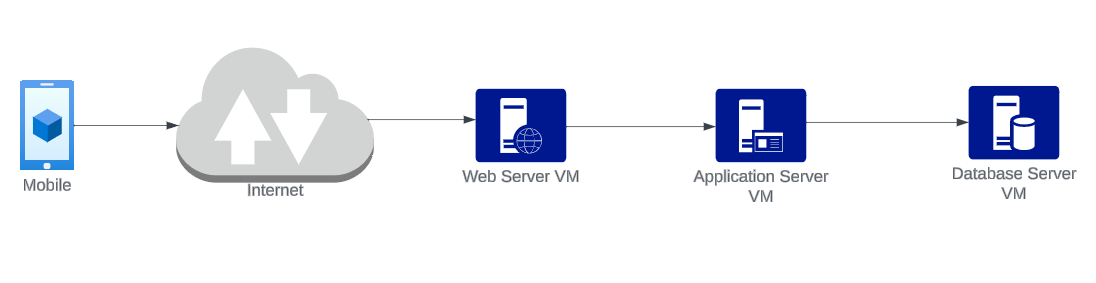 Mobile
Internet
Web Server VM
Application Server
VM
Database Server
VM